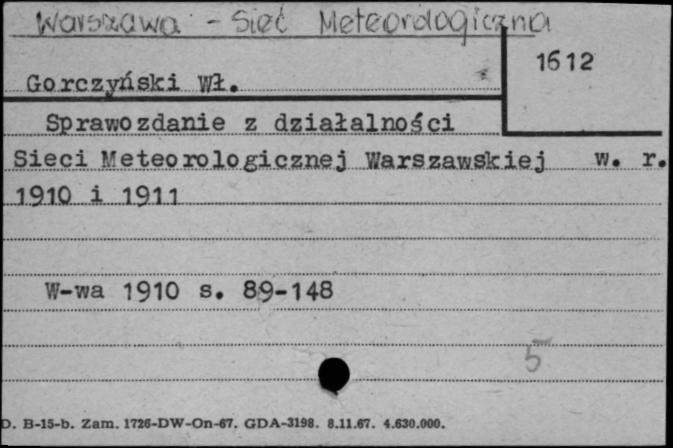 Warszawa - Sieć Meteorologiczna
1612
Gorczyński Wł.
Sprawozdanie z działalności
Sieci Meteorologicznej Warszawskiej w. r.
1910 i 1911
W-wa 1910 s. 89-148
5
D. B-15-b. Zam. 1726-DW-On-67. GDA-3198. 8.11.67. 4.630.000.